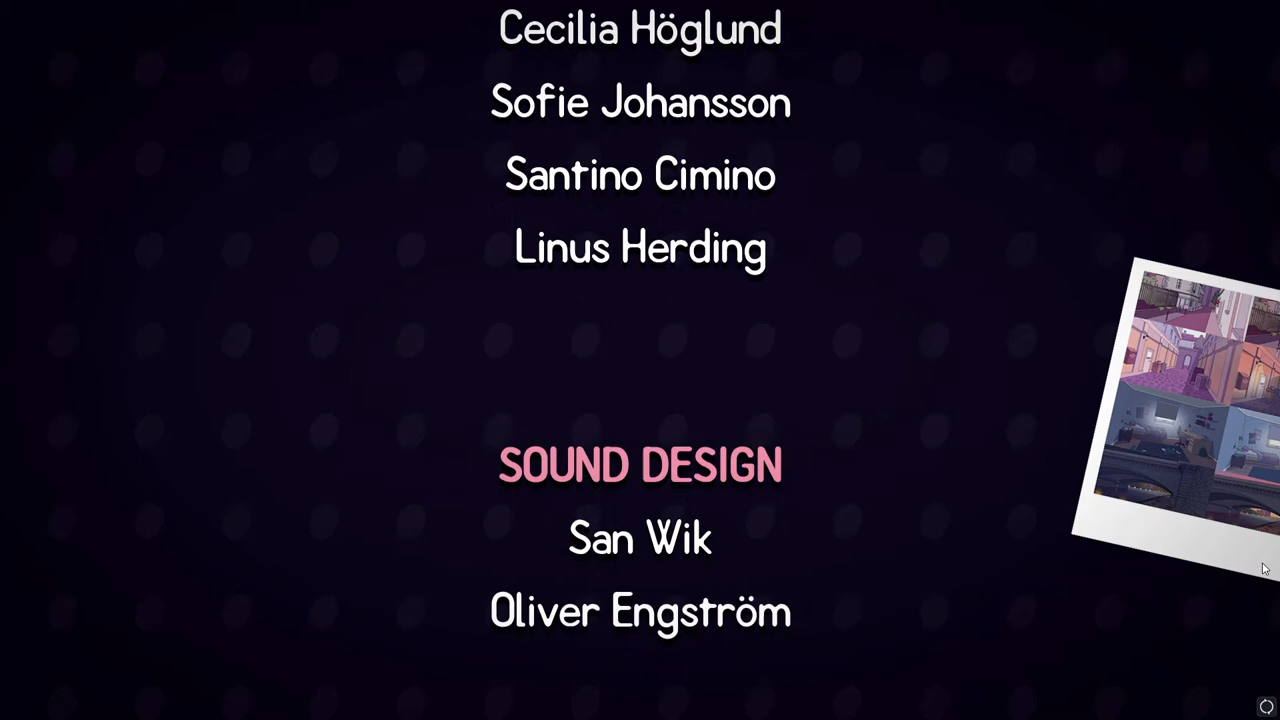 Cecilia Höglund
Sofie Johansson
Santino Cimino
Linus Herding
SOUND DESIGN
San Wik
Oliver Engström